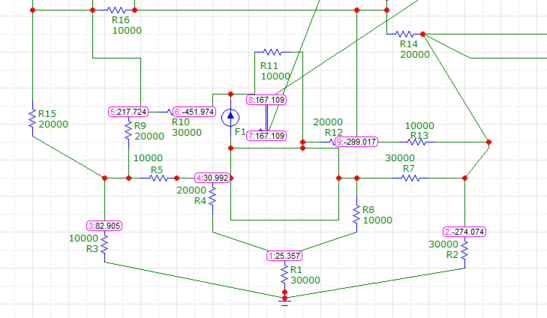 R16
10000
R14
20000
R11
10000
8:167.109
R15
20000
5:217.724
6:-451.974
R10
30000
F1
R9
20000
7:167.109
20000
R12
9:-299.017
10000
R13
10000
R5
4:30.992
30000
R7
20000
R4
R8
10000
3:82.905
10000
R3
2:-274.074
30000
R2
1:25.357
R1
30000